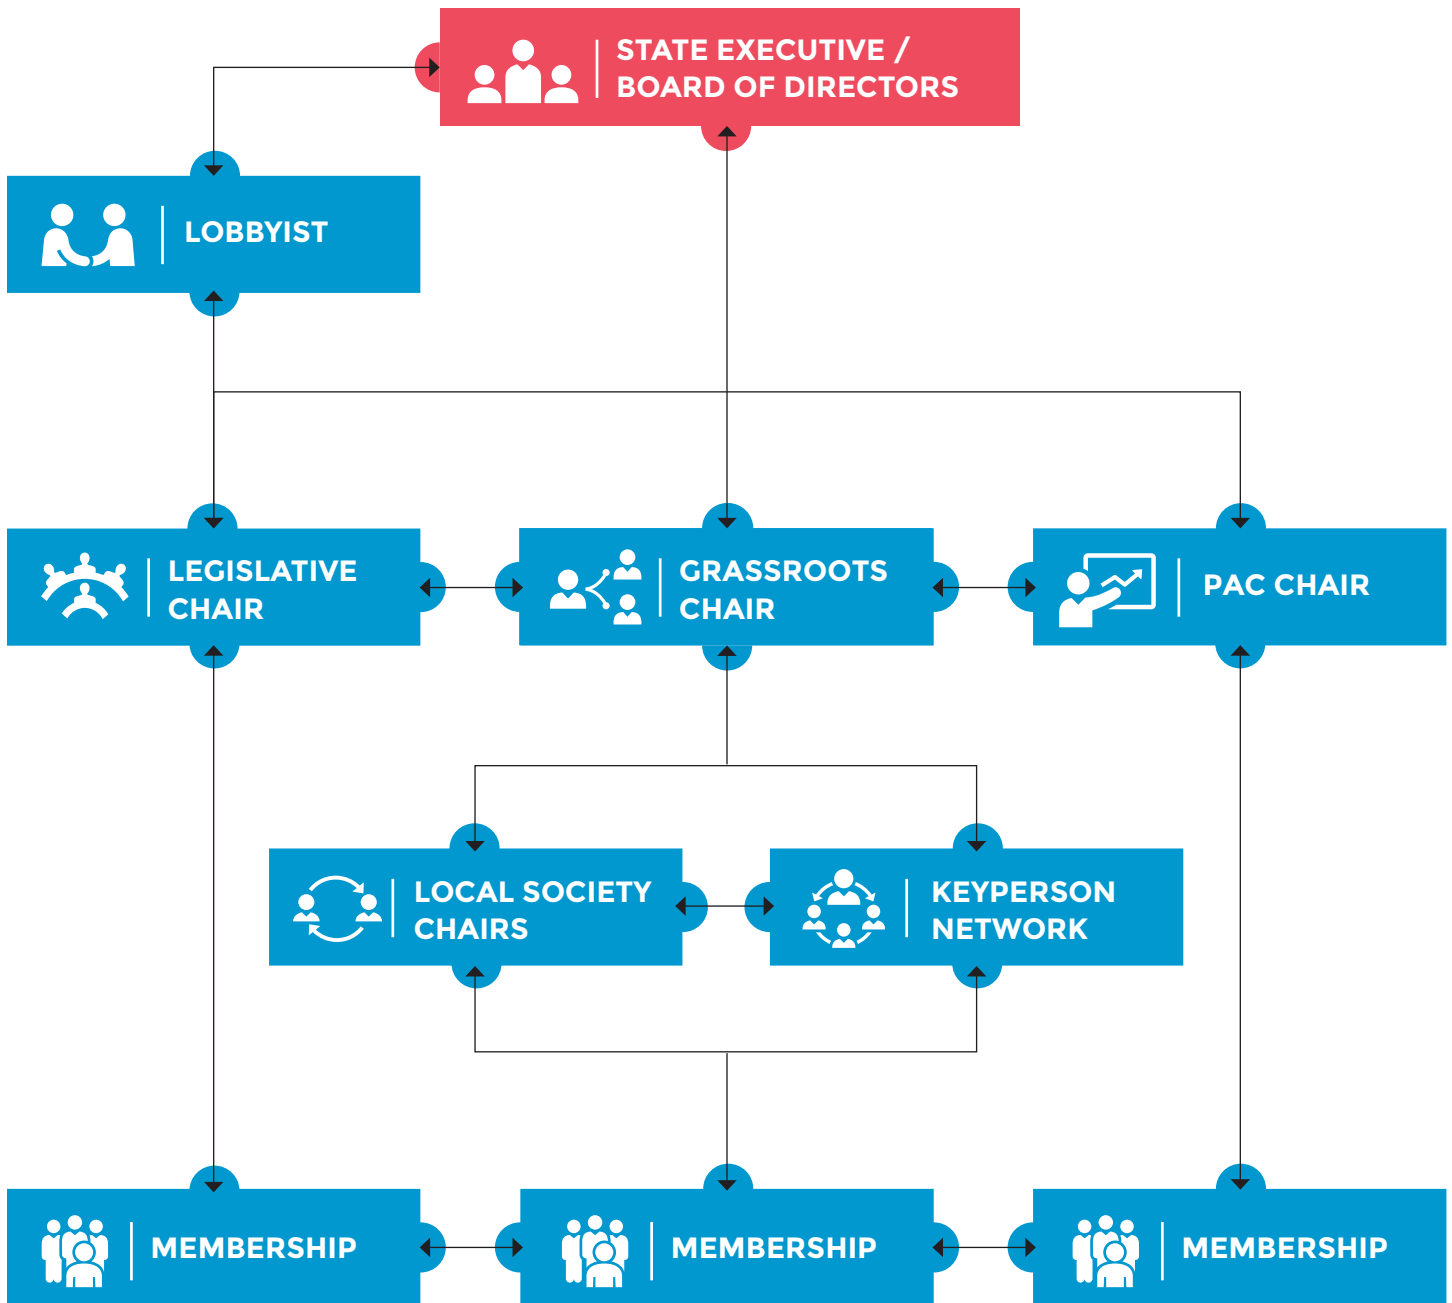 STATE EXECUTIVE /
BOARD OF DIRECTORS
LOBBYIST
LEGISLATIVE
CHAIR
GRASSROOTS
CHAIR
PAC CHAIR
LOCAL SOCIETY
CHAIRS
KEYPERSON
NETWORK
MEMBERSHIP
MEMBERSHIP
MEMBERSHIP